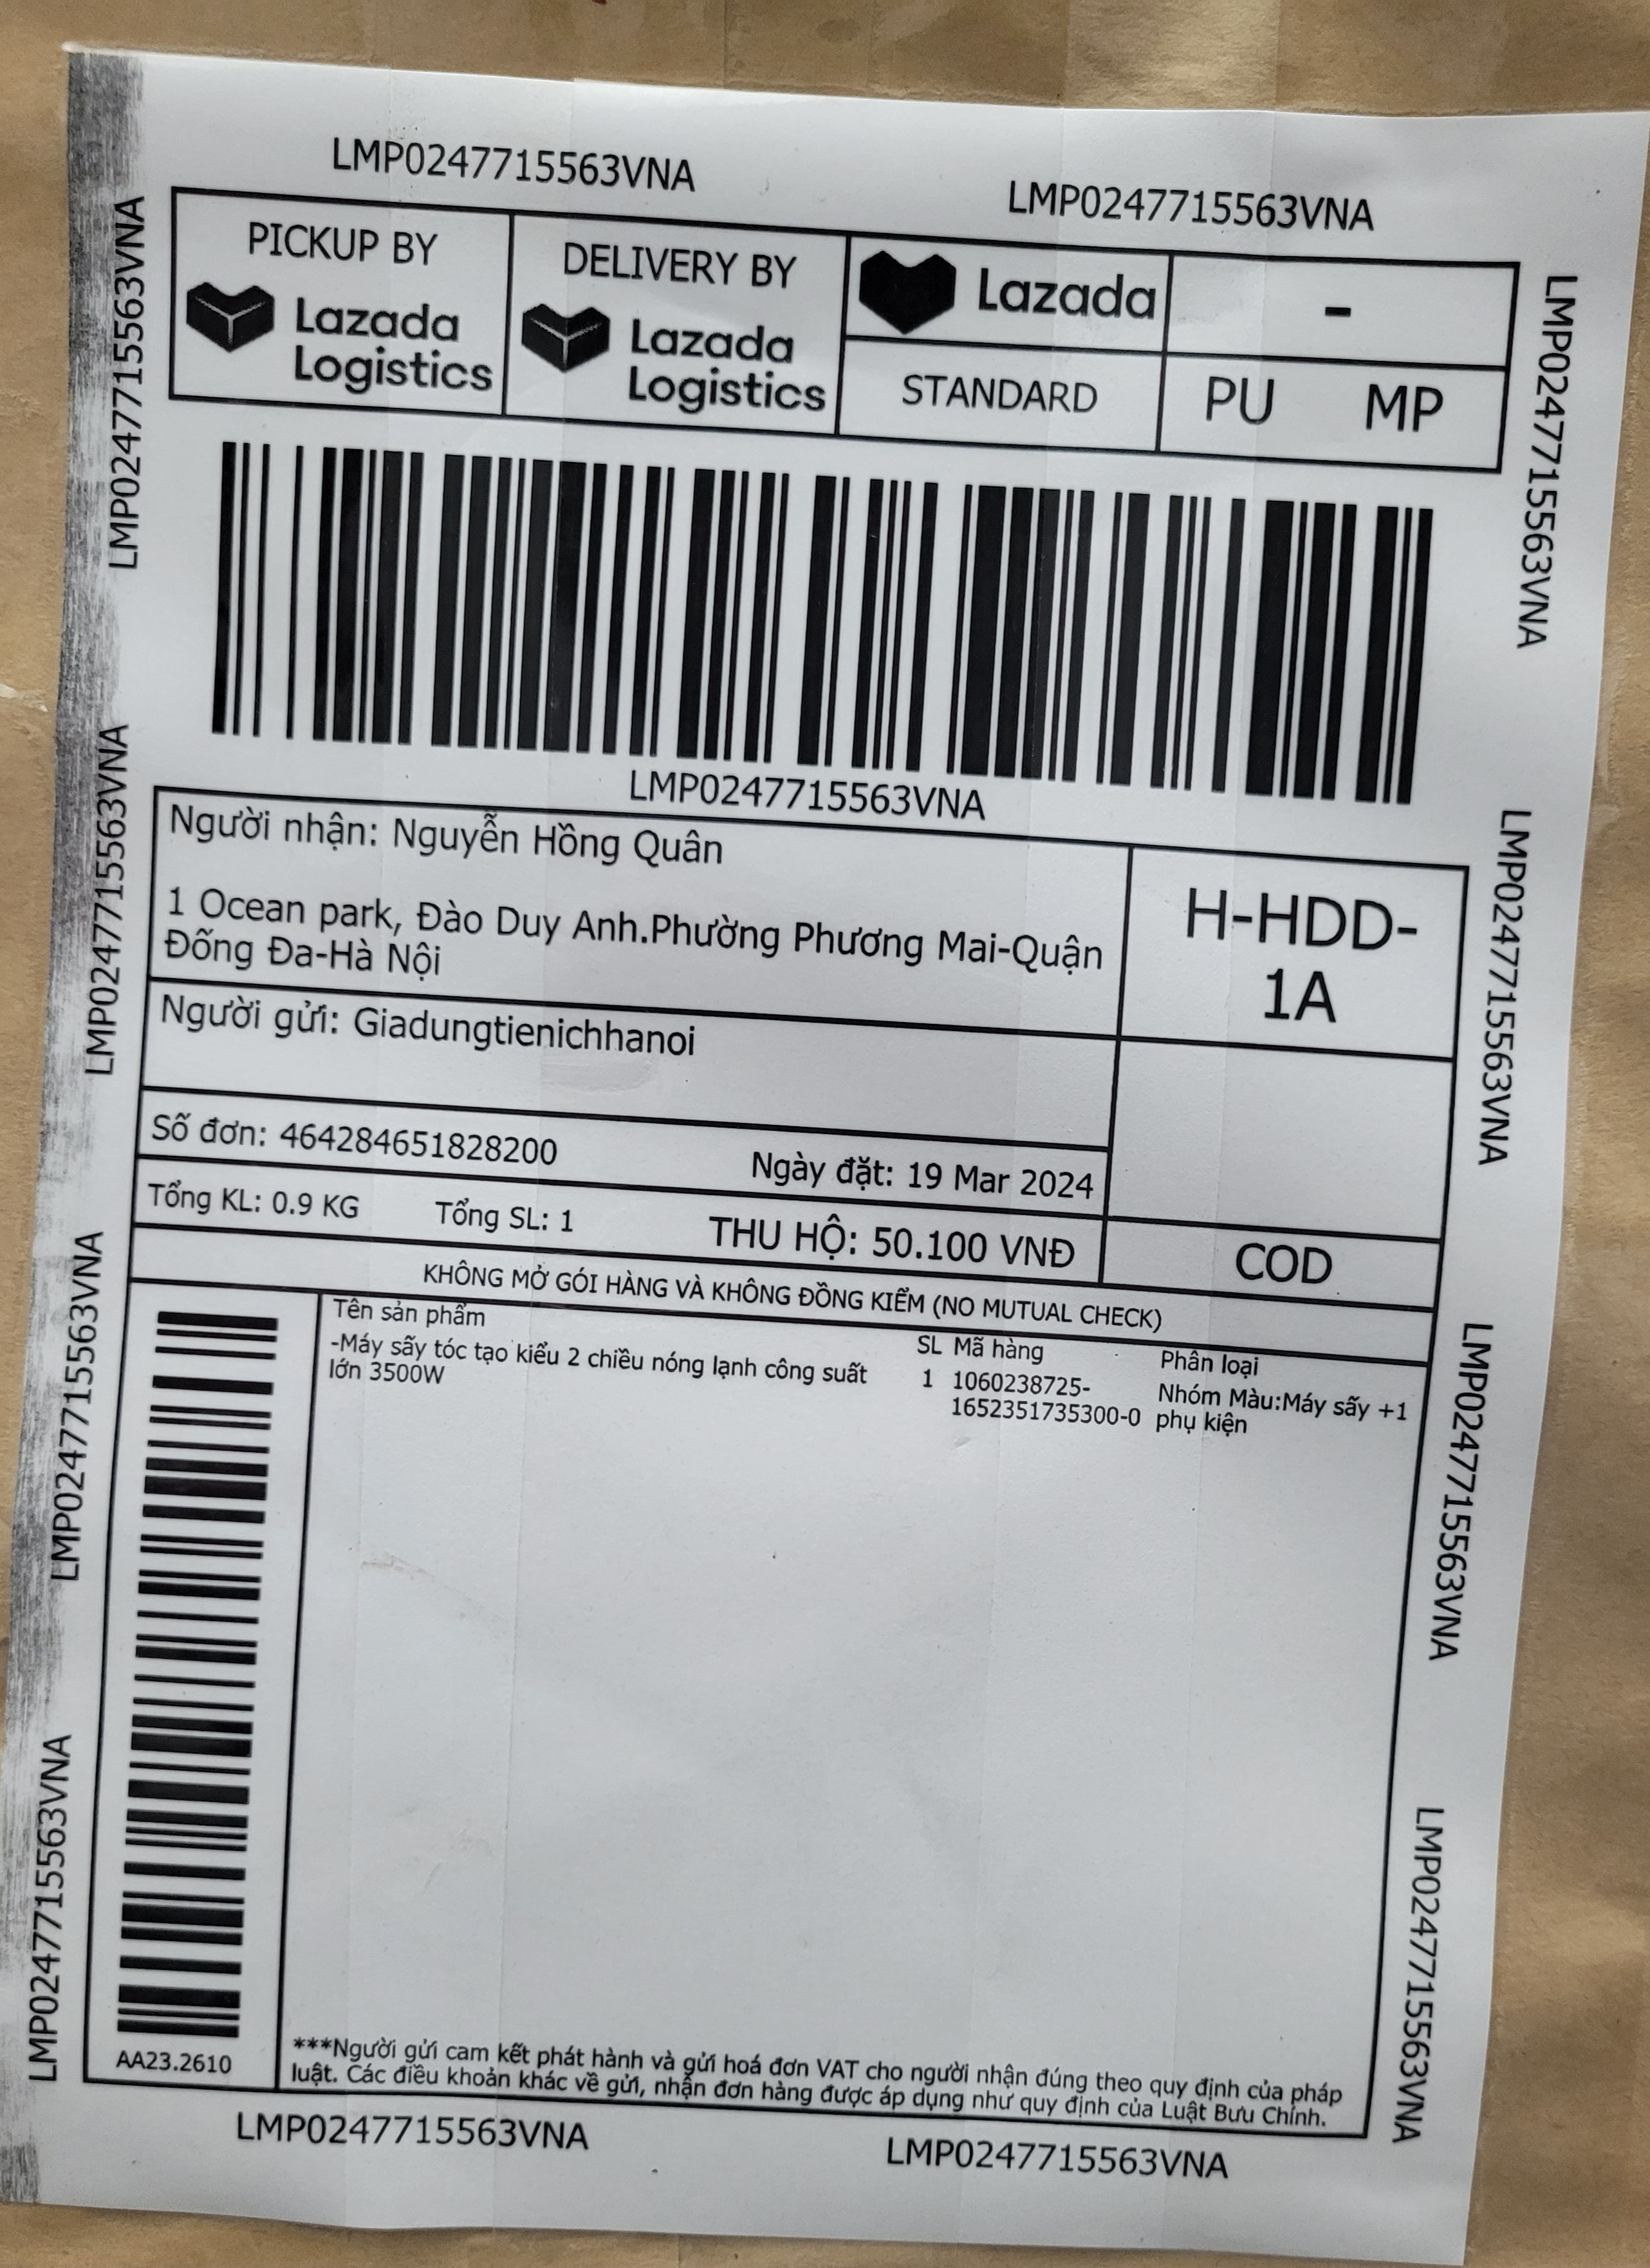 LMP0247715563VNA
LMP0247715563VNA
PICKUP BY
Lazada
Logistics
DELIVERY BY
Lazada
Logistics
Lazada
-
STANDARD
PU MP
LMP0247715563VNA
Người nhận: Nguyễn Hồng Quân
1 Ocean park, Đào Duy Anh.Phường Phương Mai-Quận
Đống Đa-Hà Nội
H-HDD-
1A
Người gửi: Giadungtienichhanoi
Số đơn: 464284651828200
Ngày đặt: 19 Mar 2024
Tổng KL: 0.9 KG
Tổng SL: 1
THU HỘ: 50.100 VNĐ
COD
KHÔNG MỞ GÓI HÀNG VÀ KHÔNG ĐỒNG KIỂM (NO MUTUAL CHECK)
Tên sản phẩm
-Máy sấy tóc tạo kiểu 2 chiều nóng lạnh công suất
lớn 3500W
SL Mã hàng
1 1060238725-
1652351735300-0
Phân loại
Nhóm Màu:Máy sấy +1
phụ kiện
AA23.2610
***Người gửi cam kết phát hành và gửi hoá đơn VAT cho người nhận đúng theo quy định của pháp
luật. Các điều khoản khác về gửi, nhận đơn hàng được áp dụng như quy định của Luật Bưu Chính.
LMP0247715563VNA
LMP0247715563VNA
LMP0247715563VNA
LMP0247715563VNA
LMP0247715563VNA
LMP0247715563VNA
LMP0247715563VNA
LMP0247715563VNA
LMP0247715563VNA
LMP0247715563VNA